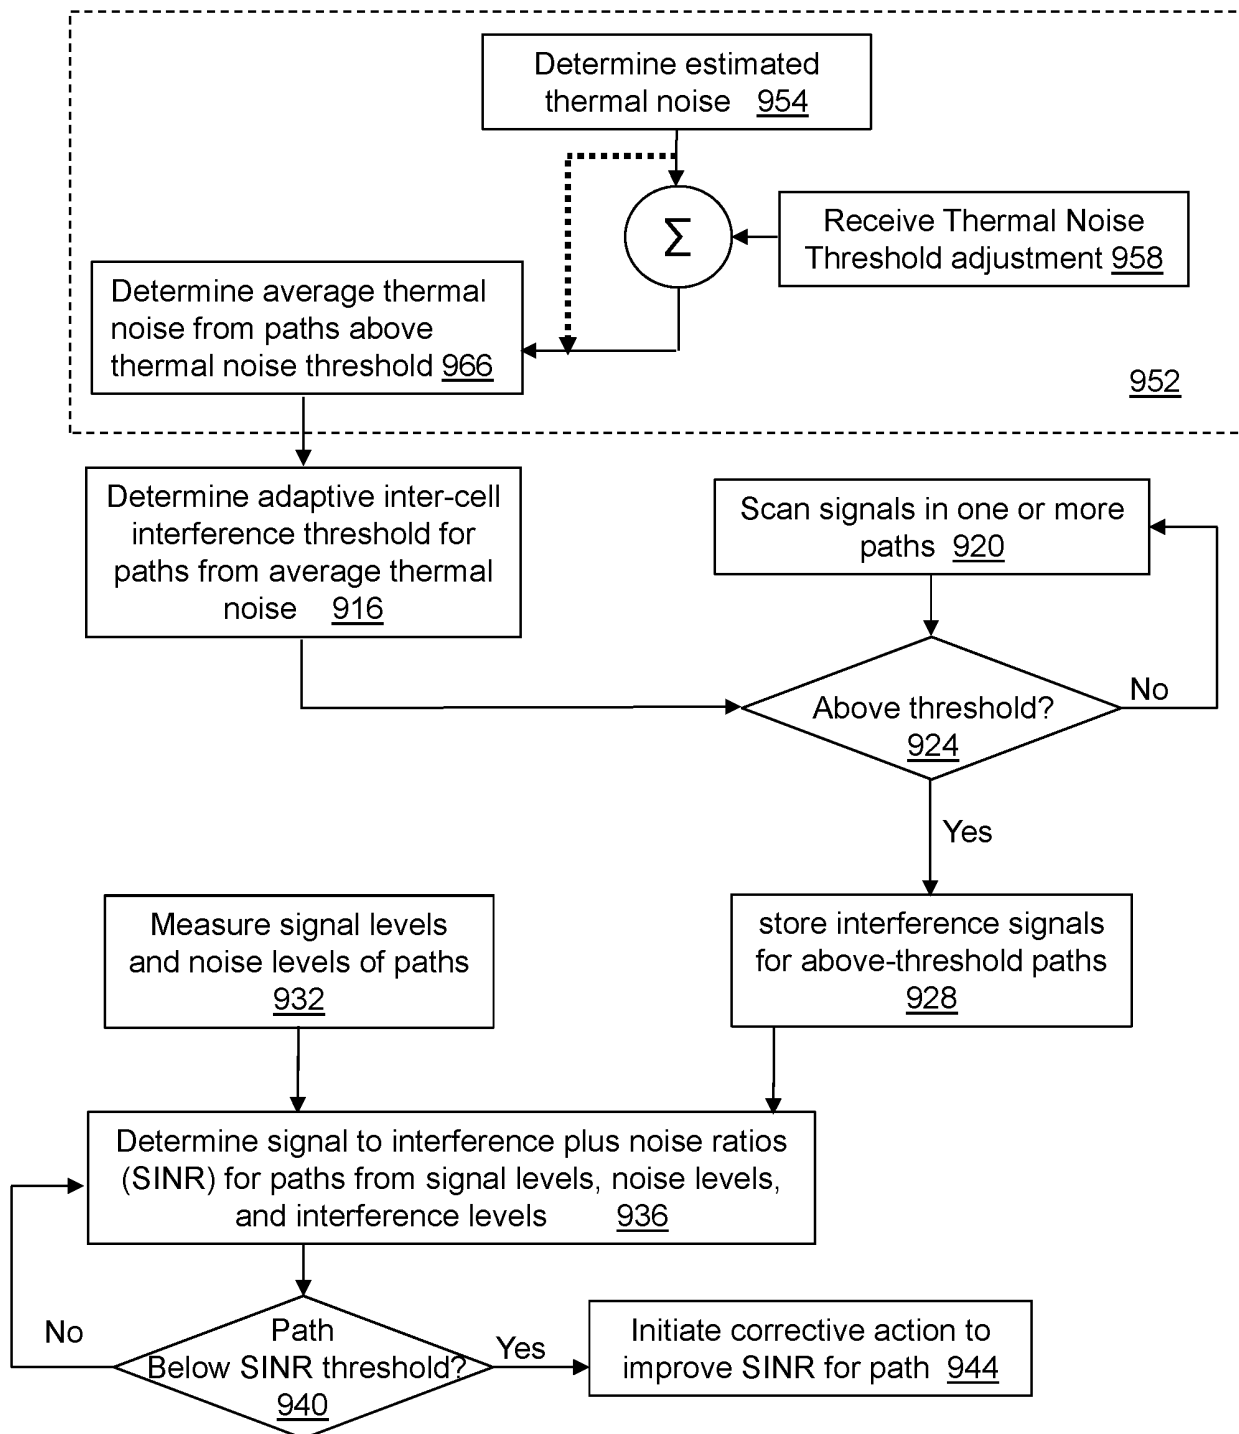 Determine estimated
thermal noise 954
Σ
Receive Thermal Noise
Threshold adjustment 958
Determine average thermal
noise from paths above
thermal noise threshold 966
952
Determine adaptive inter-cell
interference threshold for
paths from average thermal
noise 916
Scan signals in one or more
paths 920
No
Above threshold?
924
Yes
Measure signal levels
and noise levels of paths
932
store interference signals
for above-threshold paths
928
Determine signal to interference plus noise ratios
(SINR) for paths from signal levels, noise levels,
and interference levels 936
No
Path
Below SINR threshold?
940
Yes
Initiate corrective action to
improve SINR for path 944